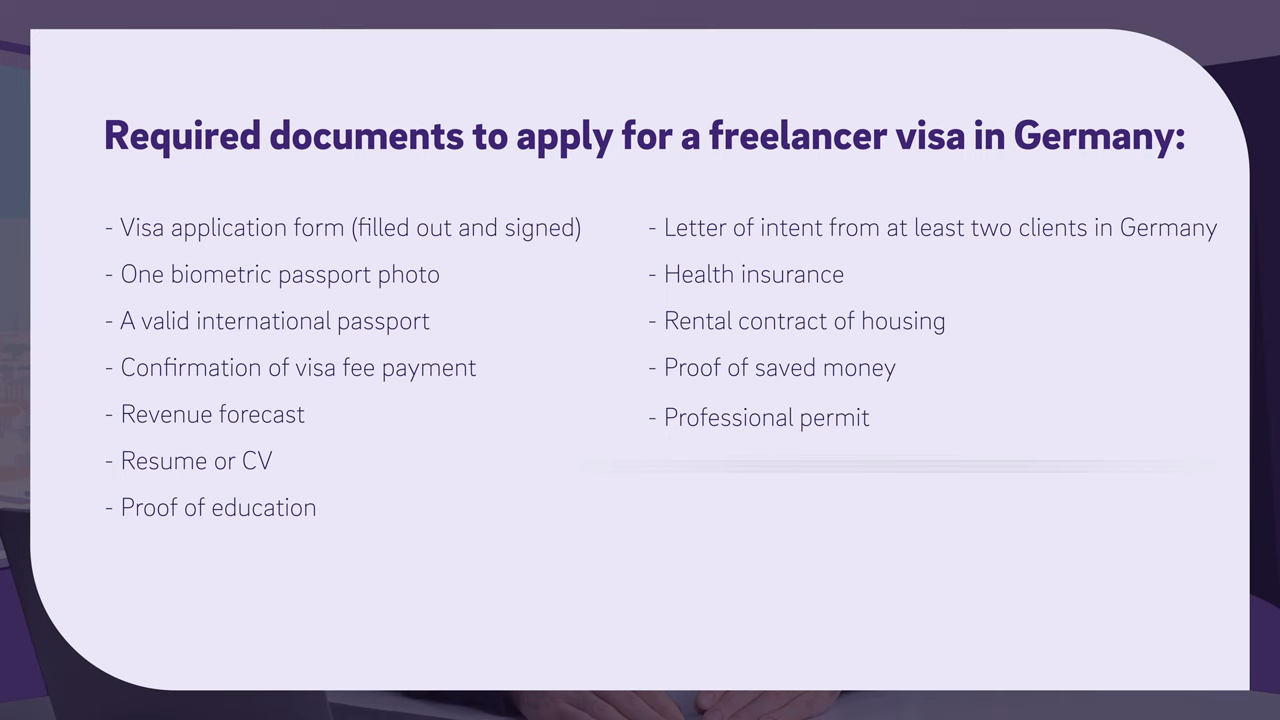 Required documents to apply for a freelancer visa in Germany:
- Visa application form (filled out and signed)
- One biometric passport photo
- A valid international passport
- Confirmation of visa fee payment
- Revenue forecast
- Resume or CV
- Proof of education
- Letter of intent from at least two clients in Germany
- Health insurance
- Rental contract of housing
- Proof of saved money
- Professional permit